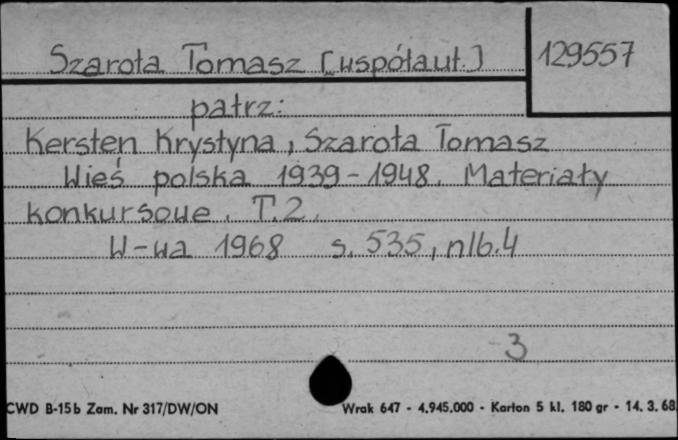 Szarota Tomasz [współaut.]
129557
patrz:
Kersten Krystyna, Szarota Tomasz
Wieś polska 1939-1948. Materiały
konkursowe. T.2.
W-wa 1968 s. 535, nlb.4
3
CWD B-15b Zam. Nr 317/DW/ON
Wrak 647 - 4.945.000 - Karton 5 kl. 180 gr - 14. 3. 68